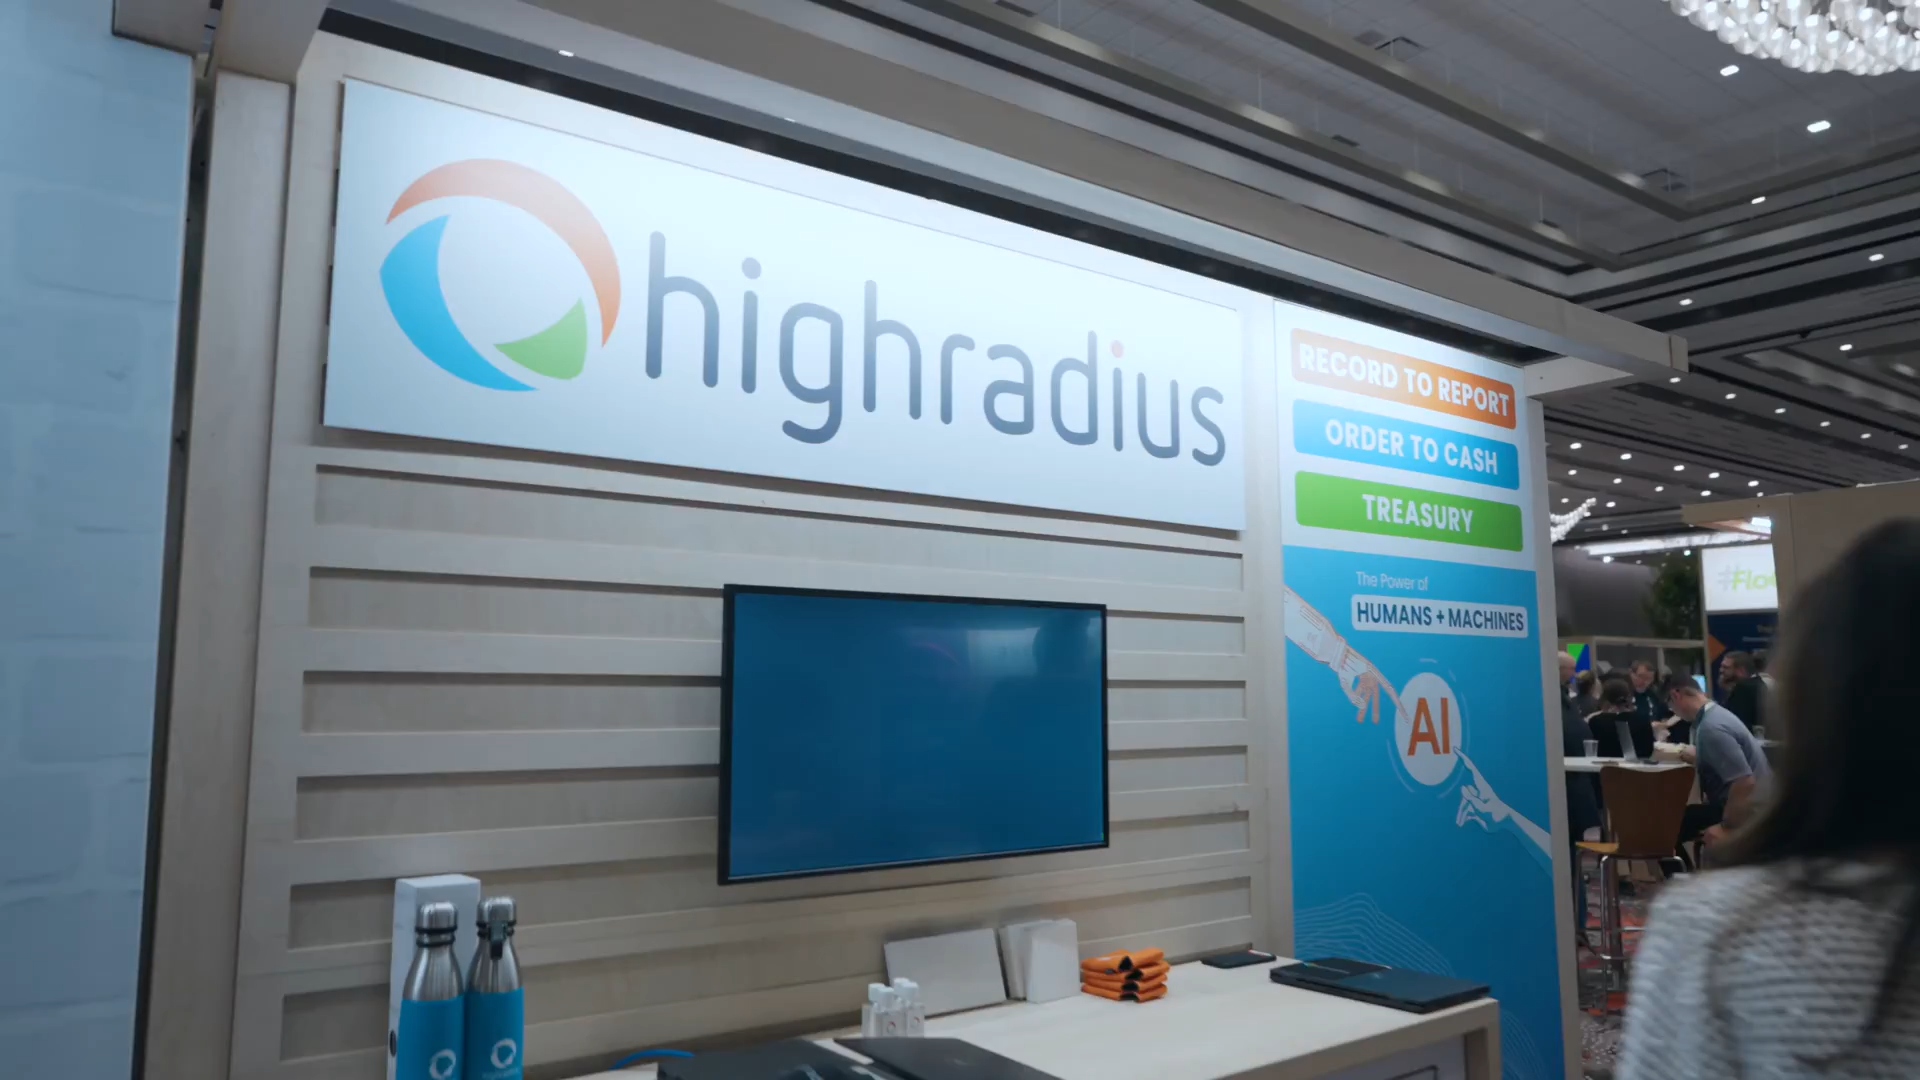 highradius
RECORD TO REPORT
ORDER TO CASH
TREASURY
The Power of
HUMANS + MACHINES
AI